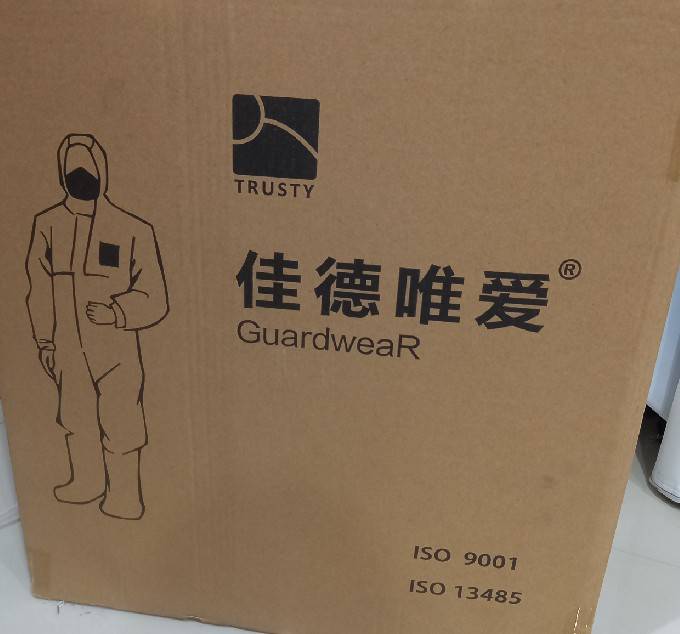 TRUSTY
佳德唯爱®
GuardweaR
ISO 9001
ISO 13485